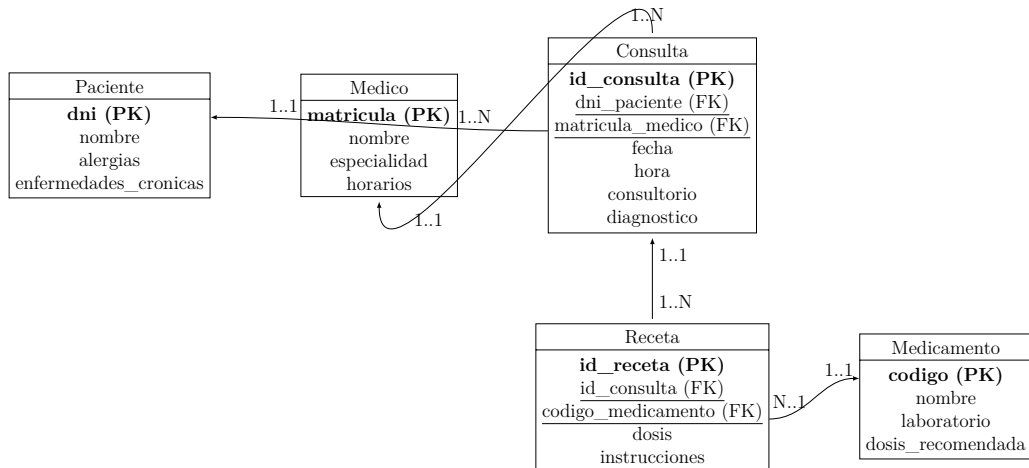 Paciente
dni (PK)
nombre
alergias
enfermedades_cronicas
1..1
Medico
matricula (PK)
nombre
especialidad
horarios
1..N
1..1
1..N
Consulta
id_consulta (PK)
dni_paciente (FK)
matricula_medico (FK)
fecha
hora
consultorio
diagnostico
1..1
1..N
Receta
id_receta (PK)
id_consulta (FK)
codigo_medicamento (FK)
dosis
instrucciones
N..1
1..1
Medicamento
codigo (PK)
nombre
laboratorio
dosis_recomendada